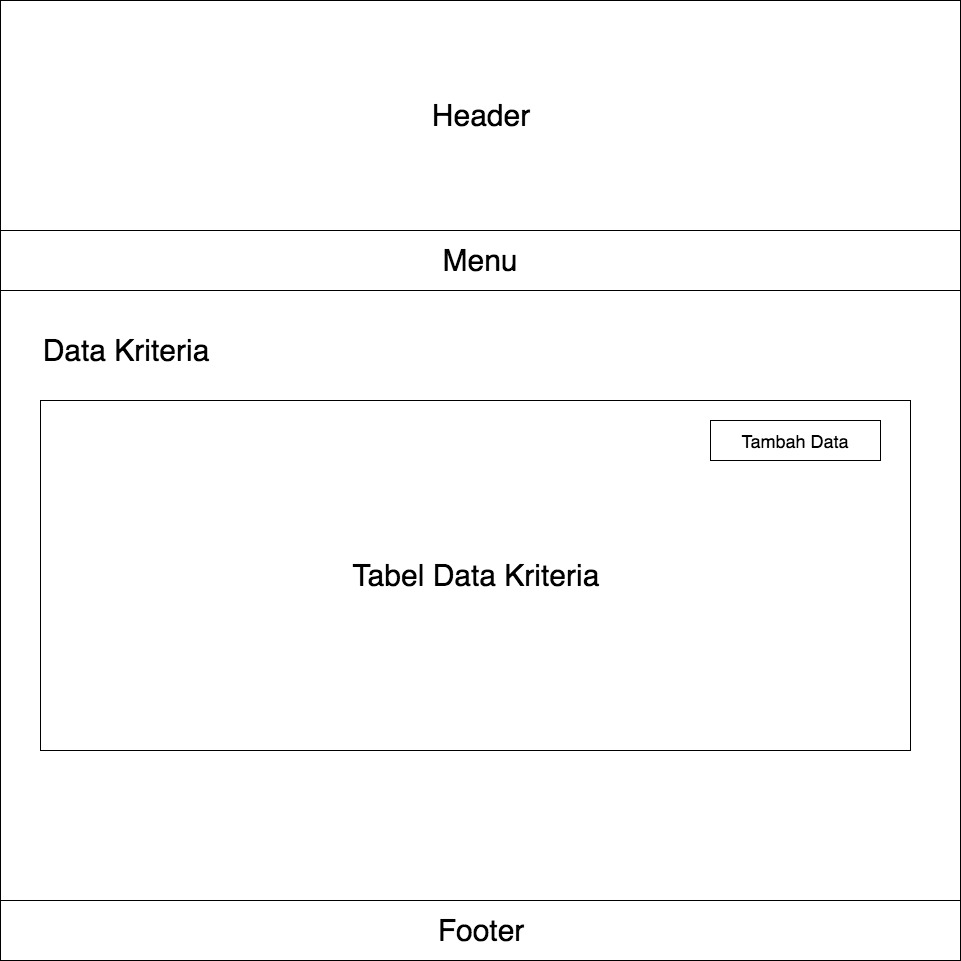 Header
Menu
Data Kriteria
Tambah Data
Tabel Data Kriteria
Footer